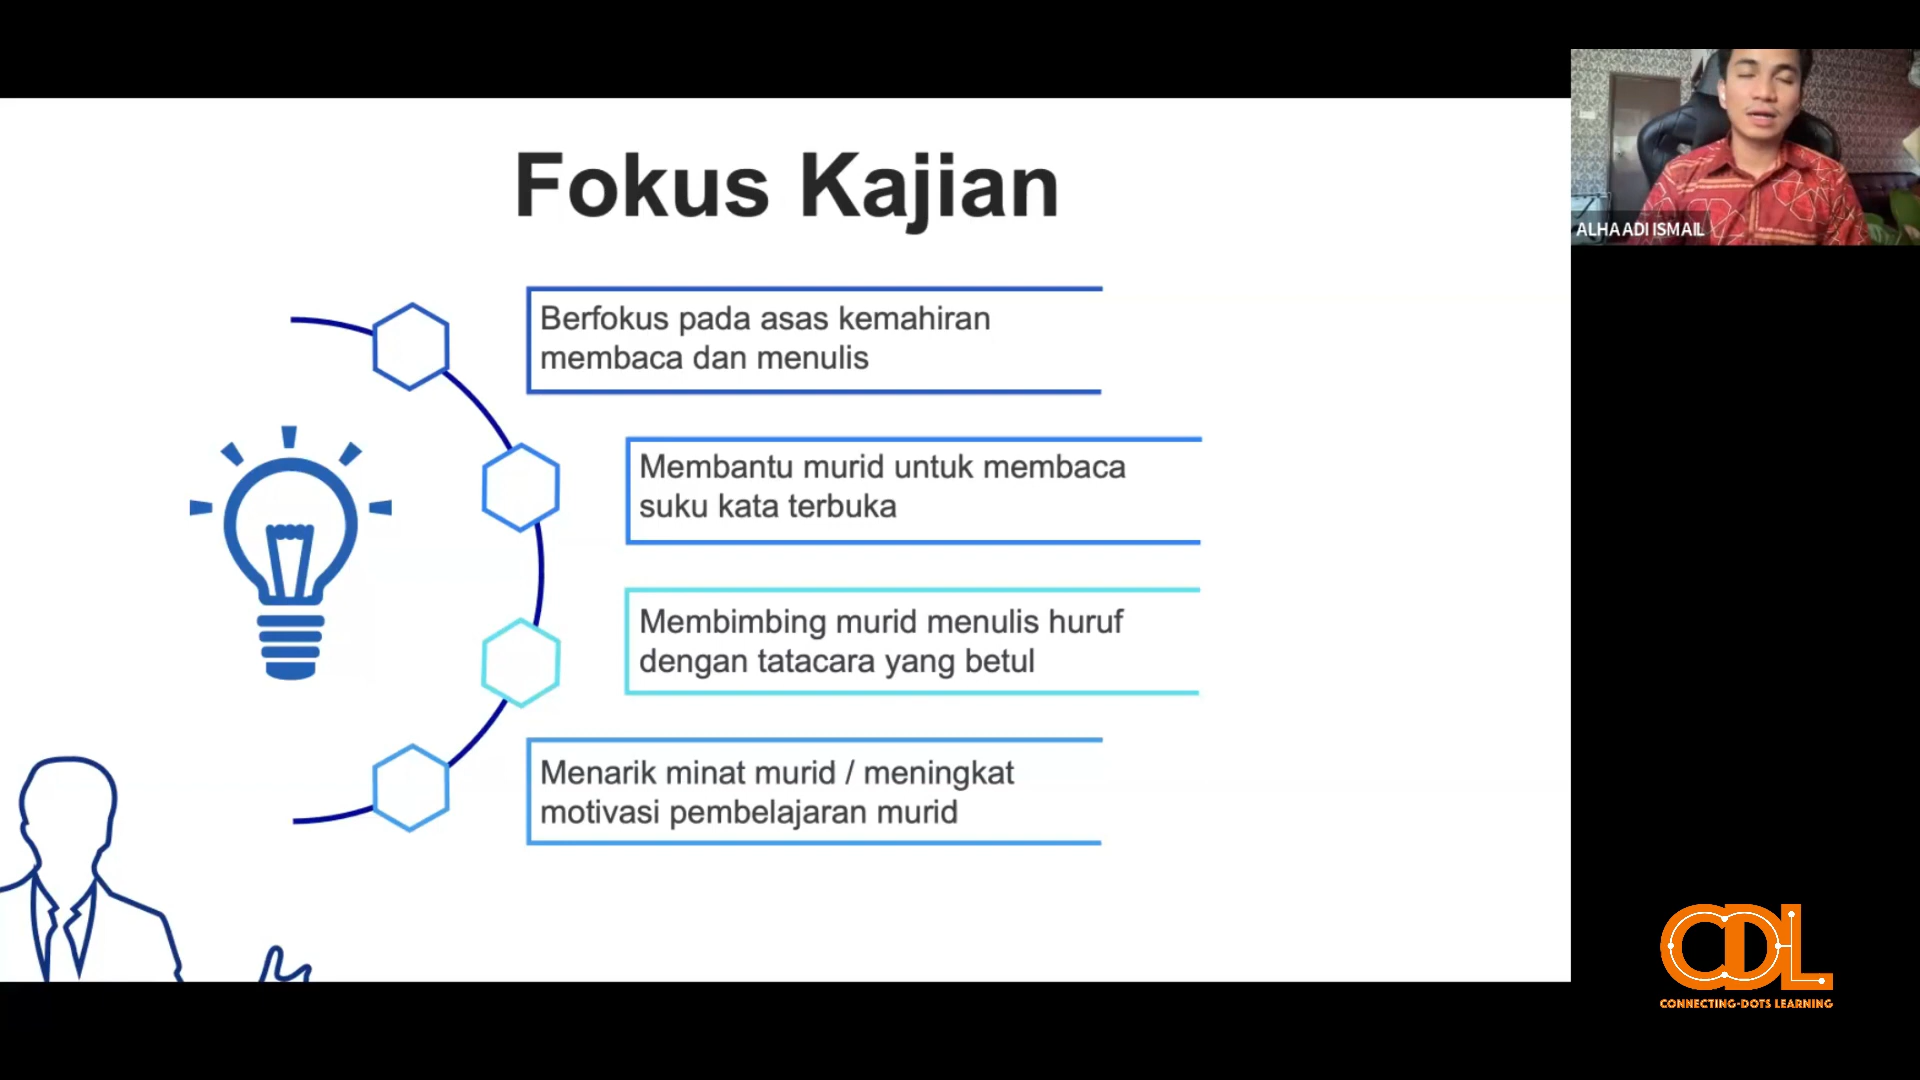 Fokus Kajian
Berfokus pada asas kemahiran
membaca dan menulis
Membantu murid untuk membaca
suku kata terbuka
Membimbing murid menulis huruf
dengan tatacara yang betul
Menarik minat murid / meningkat
motivasi pembelajaran murid
ALHAADI ISMAIL
CDL
CONNECTING-DOTS LEARNING